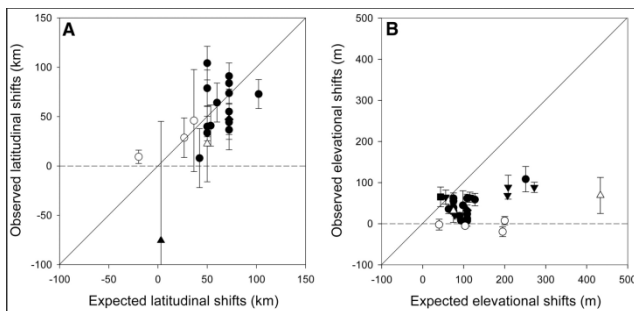 A
Observed latitudinal shifts (km)
150
100
50
0
-50
-100
-100 -50 0 50 100 150
Expected latitudinal shifts (km)
B
Observed elevational shifts (m)
500
400
300
200
100
0
-100
-100 0 100 200 300 400 500
Expected elevational shifts (m)